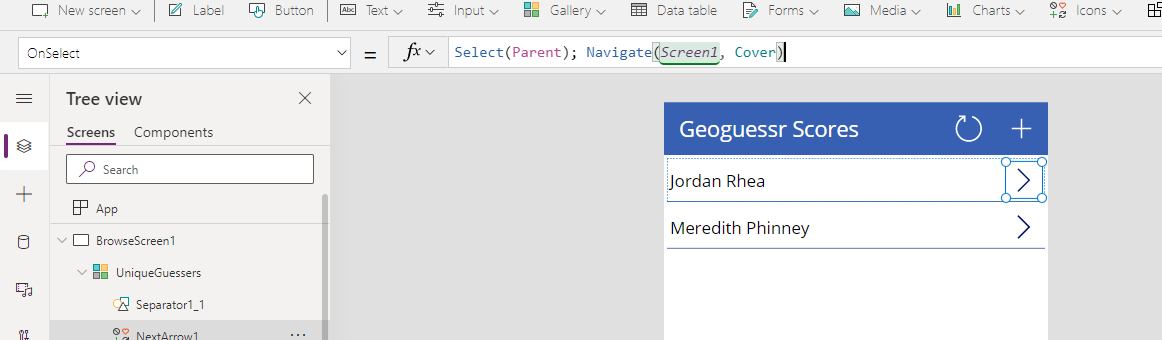 New screen Label Button Abc Text Input Gallery Data table Forms Media Charts Icons
OnSelect = fx Select(Parent); Navigate(Screen1, Cover)
Tree view
Screens Components
Search
App
BrowseScreen1
UniqueGuessers
Separator1_1
NextArrow1 ...
Geoguessr Scores
Jordan Rhea
Meredith Phinney